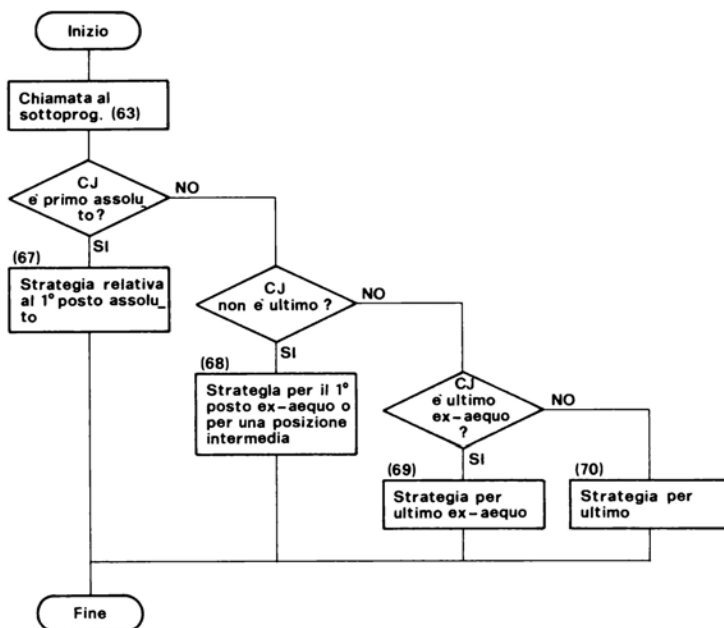 Inizio
Chiamata al
sottoprog. (63)
CJ
e' primo assolu_
to?
NO
SI
(67)
Strategia relativa
al 1° posto assolu_
to
CJ
non e' ultimo ?
NO
SI
(68)
Strategla per il 1°
posto ex-aequo o
per una posizione
intermedia
CJ
e' ultimo
ex-aequo
?
NO
SI
(69)
Strategia per
ultimo ex-aequo
(70)
Strategia per
ultimo
Fine